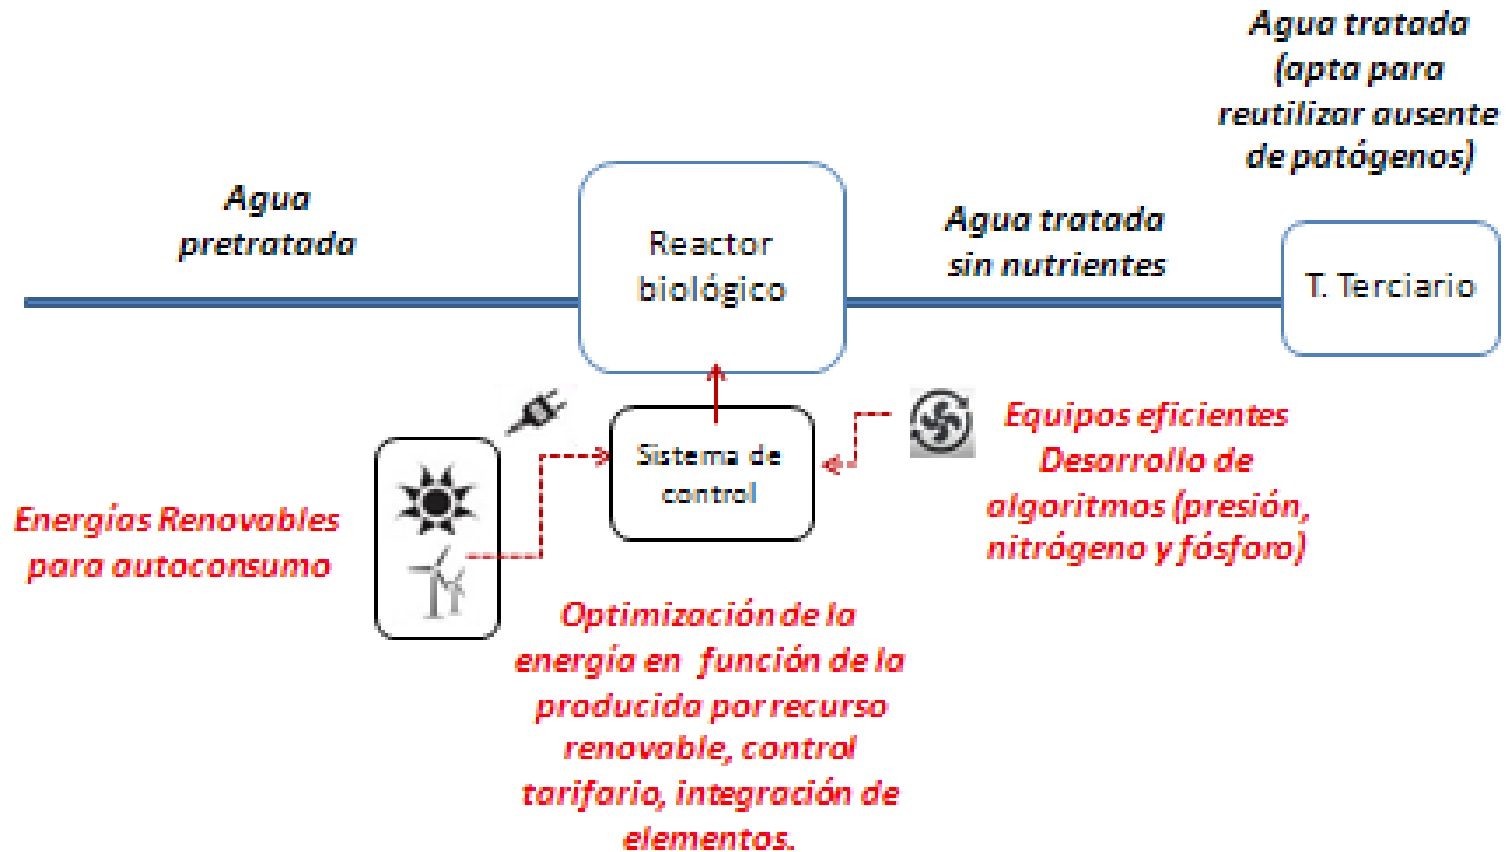 Agua tratada
(apta para
reutilizar ausente
de patógenos)
Agua
pretratada
Reactor
biológico
Agua tratada
sin nutrientes
T. Terciario
Sistema de
control
Equipos eficientes
Desarrollo de
algoritmos (presión,
nitrógeno y fósforo)
Energías Renovables
para autoconsumo
Optimización de la
energía en función de la
producida por recurso
renovable, control
tarifario, integración de
elementos.